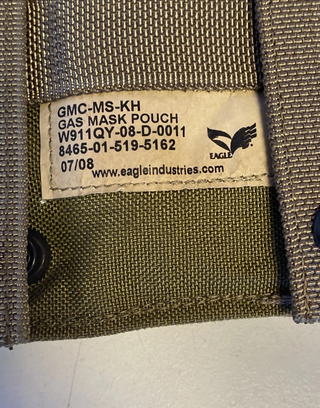 GMC-MS-KH
GAS MASK POUCH
W911QY-08-D-0011
8465-01-519-5162
EAGLE
07/08
www.eagleindustries.com